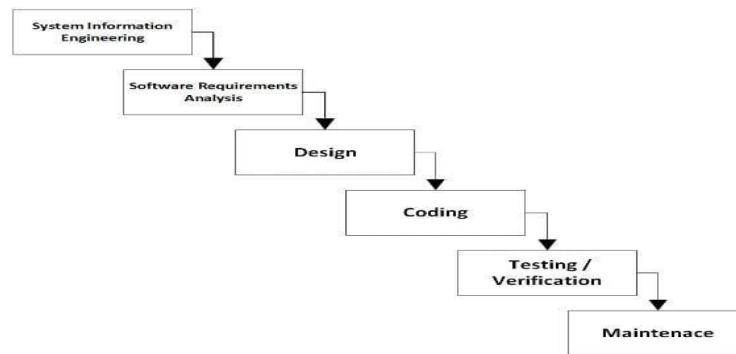 System Information
Engineering
Software Requirements
Analysis
Design
Coding
Testing /
Verification
Maintenace